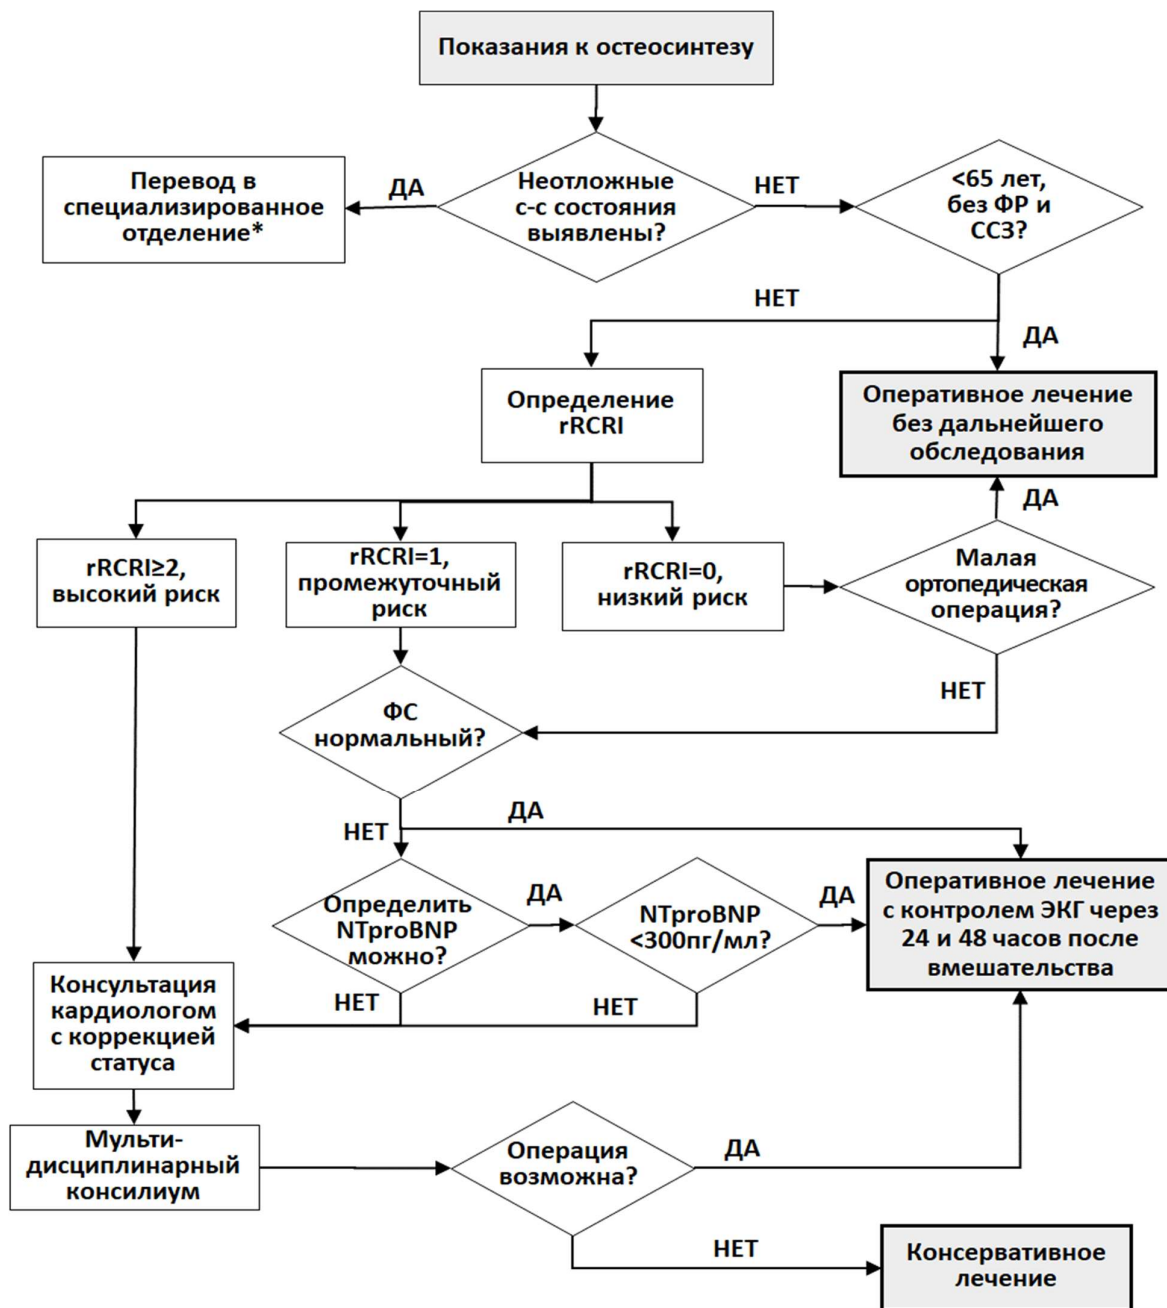 Показания к остеосинтезу
Перевод в
специализированное
отделение*
ДА
Неотложные
с-с состояния
выявлены?
НЕТ
<65 лет,
без ФР и
ССЗ?
НЕТ
ДА
Определение
rRCRI
Оперативное лечение
без дальнейшего
обследования
ДА
rRCRI≥2,
высокий риск
rRCRI=1,
промежуточный
риск
rRCRI=0,
низкий риск
Малая
ортопедическая
операция?
НЕТ
ФС
нормальный?
ДА
НЕТ
Определить
NTproBNP
можно?
ДА
NTproBNP
<300пг/мл?
ДА
Оперативное лечение
с контролем ЭКГ через
24 и 48 часов после
вмешательства
НЕТ
НЕТ
Консультация
кардиологом
с коррекцией
статуса
Мульти-
дисциплинарный
консилиум
Операция
возможна?
ДА
НЕТ
Консервативное
лечение